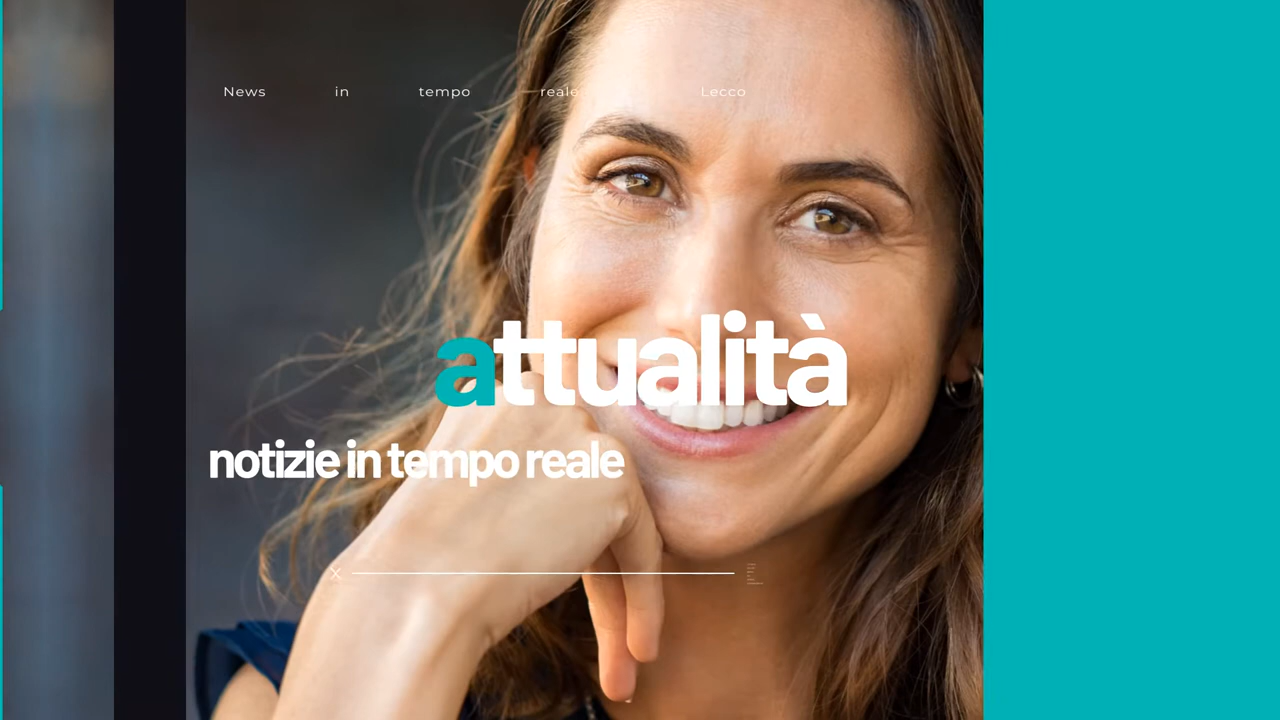 News in tempo reale Lecco
attualità
notizie in tempo reale